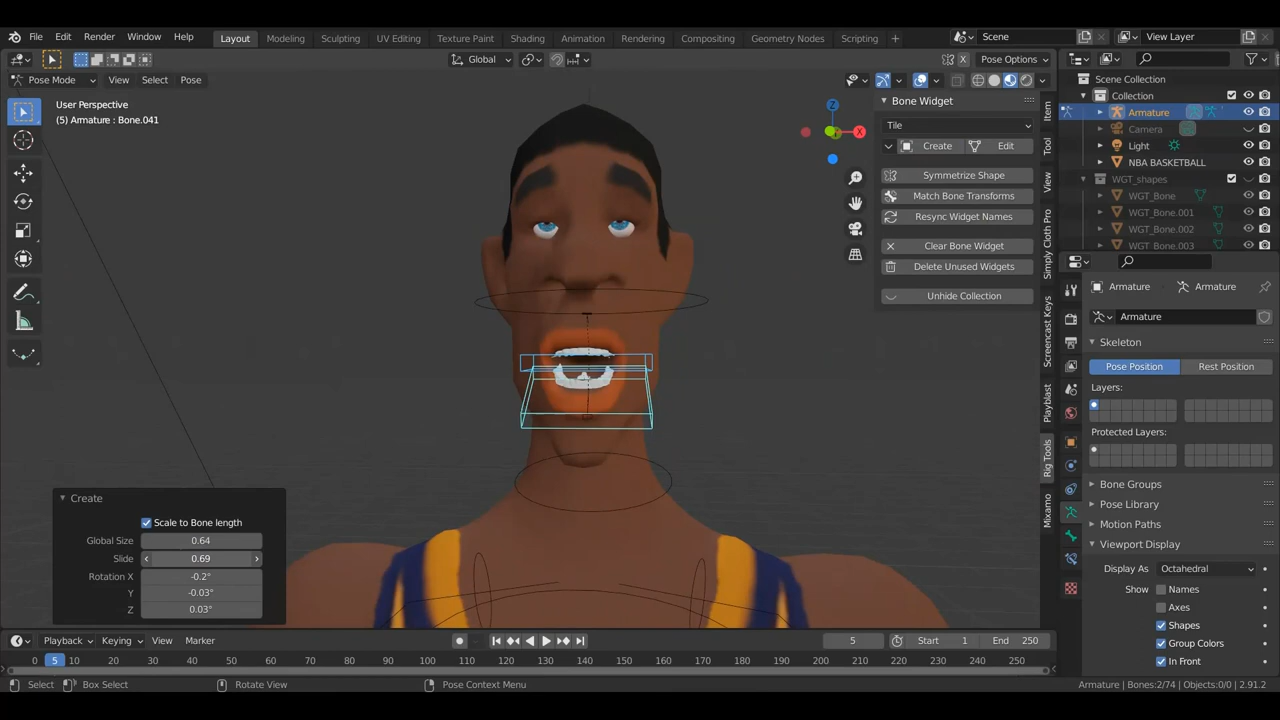 File Edit Render Window Help Layout Modeling Sculpting UV Editing Texture Paint Shading Animation Rendering Compositing Geometry Nodes Scripting + Scene View Layer
Global X Pose Options
Pose Mode View Select Pose
User Perspective
(5) Armature : Bone.041
Z
X
Bone Widget
Tile
Create Edit
Symmetrize Shape
Match Bone Transforms
Resync Widget Names
Clear Bone Widget
Delete Unused Widgets
Unhide Collection
Item
Tool
View
Simply Cloth Pro
Screencast Keys
Playblast
Rig Tools
Mixamo
Scene Collection
Collection
Armature
Camera
Light
NBA BASKETBALL
WGT_shapes
WGT_Bone
WGT_Bone.001
WGT_Bone.002
WGT_Bone.003
Armature Armature
Armature
Skeleton
Pose Position Rest Position
Layers:
Protected Layers:
Bone Groups
Pose Library
Motion Paths
Viewport Display
Display As Octahedral
Show Names
Axes
Shapes
Group Colors
In Front
Create
Scale to Bone length
Global Size 0.64
Slide 0.69
Rotation X -0.2°
Y -0.03°
Z 0.03°
Playback Keying View Marker 5 Start 1 End 250
0 5 10 20 30 40 50 60 70 80 90 100 110 120 130 140 150 160 170 180 190 200 210 220 230 240 250
Select Box Select Rotate View Pose Context Menu Armature | Bones:2/74 | Objects:0/0 | 2.91.2